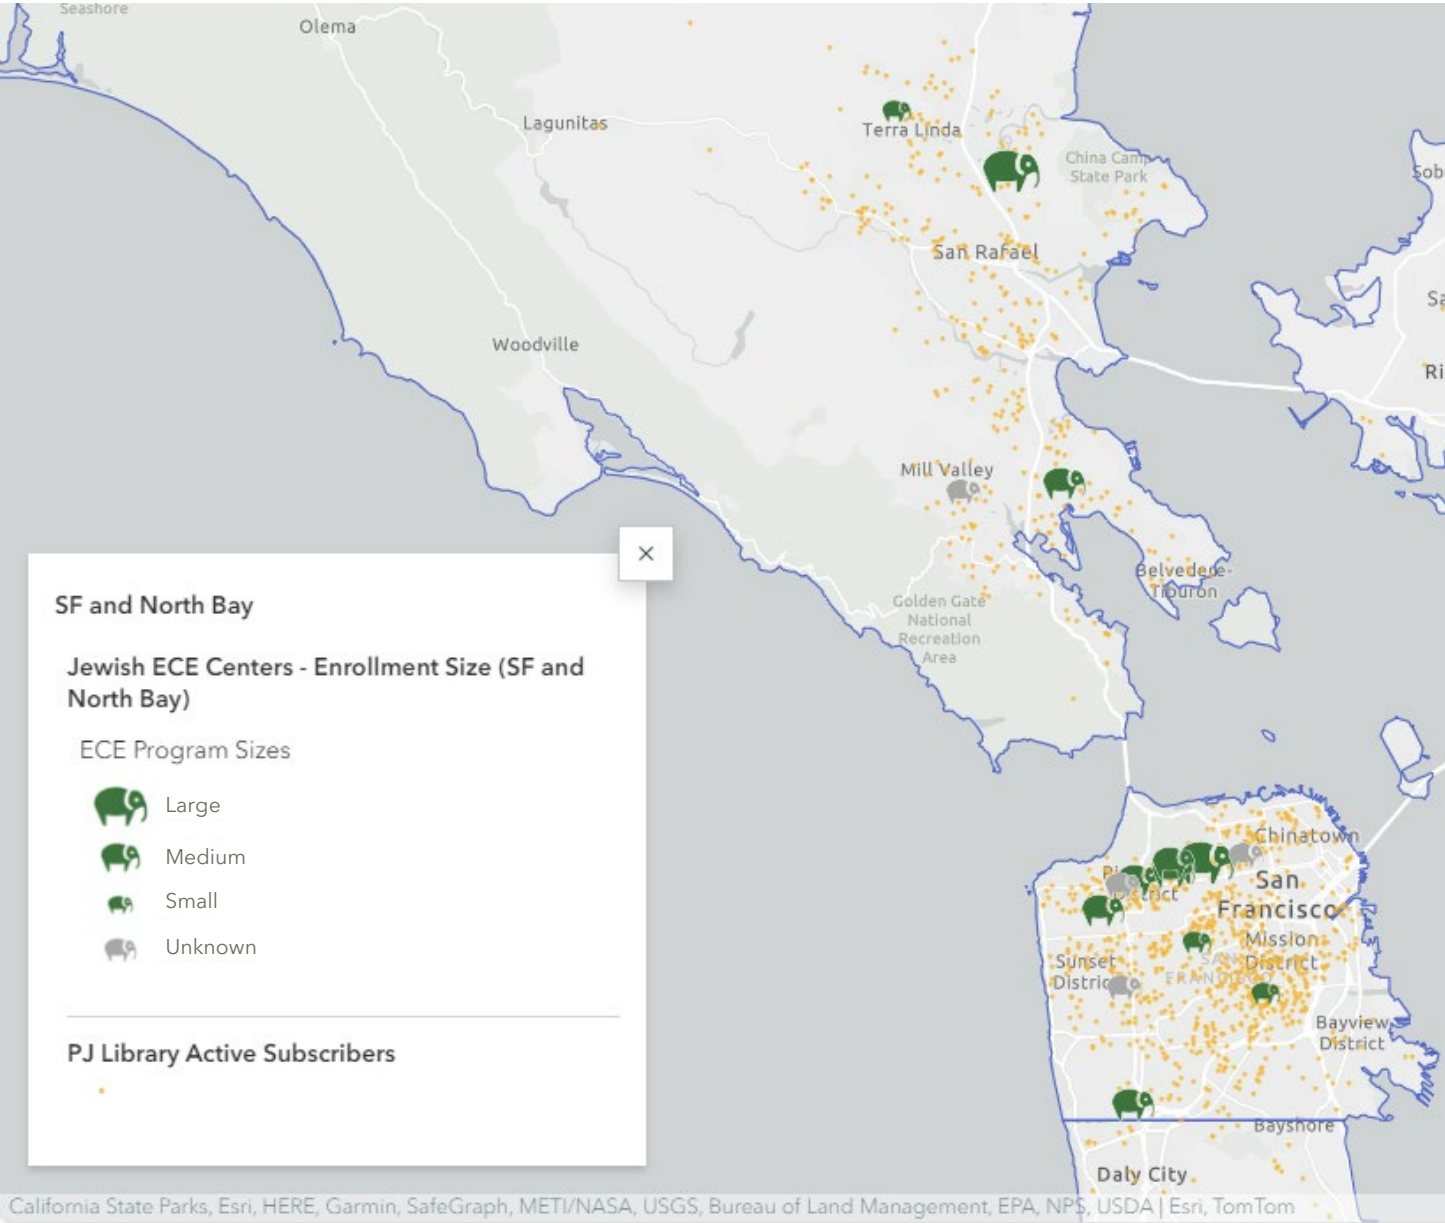 Seashore
Olema
Lagunitas
Terra Linda
China Camp
State Park
San Rafael
Woodville
Mill Valley
Belvedere-
Tiburon
Golden Gate
National
Recreation
Area
Chinatown
San
Francisco
Mission
District
Sunset
District
SAN
FRANCISCO
Bayview
District
Bayshore
Daly City
SF and North Bay
Jewish ECE Centers - Enrollment Size (SF and
North Bay)
ECE Program Sizes
Large
Medium
Small
Unknown
PJ Library Active Subscribers
California State Parks, Esri, HERE, Garmin, SafeGraph, METI/NASA, USGS, Bureau of Land Management, EPA, NPS, USDA | Esri, TomTom